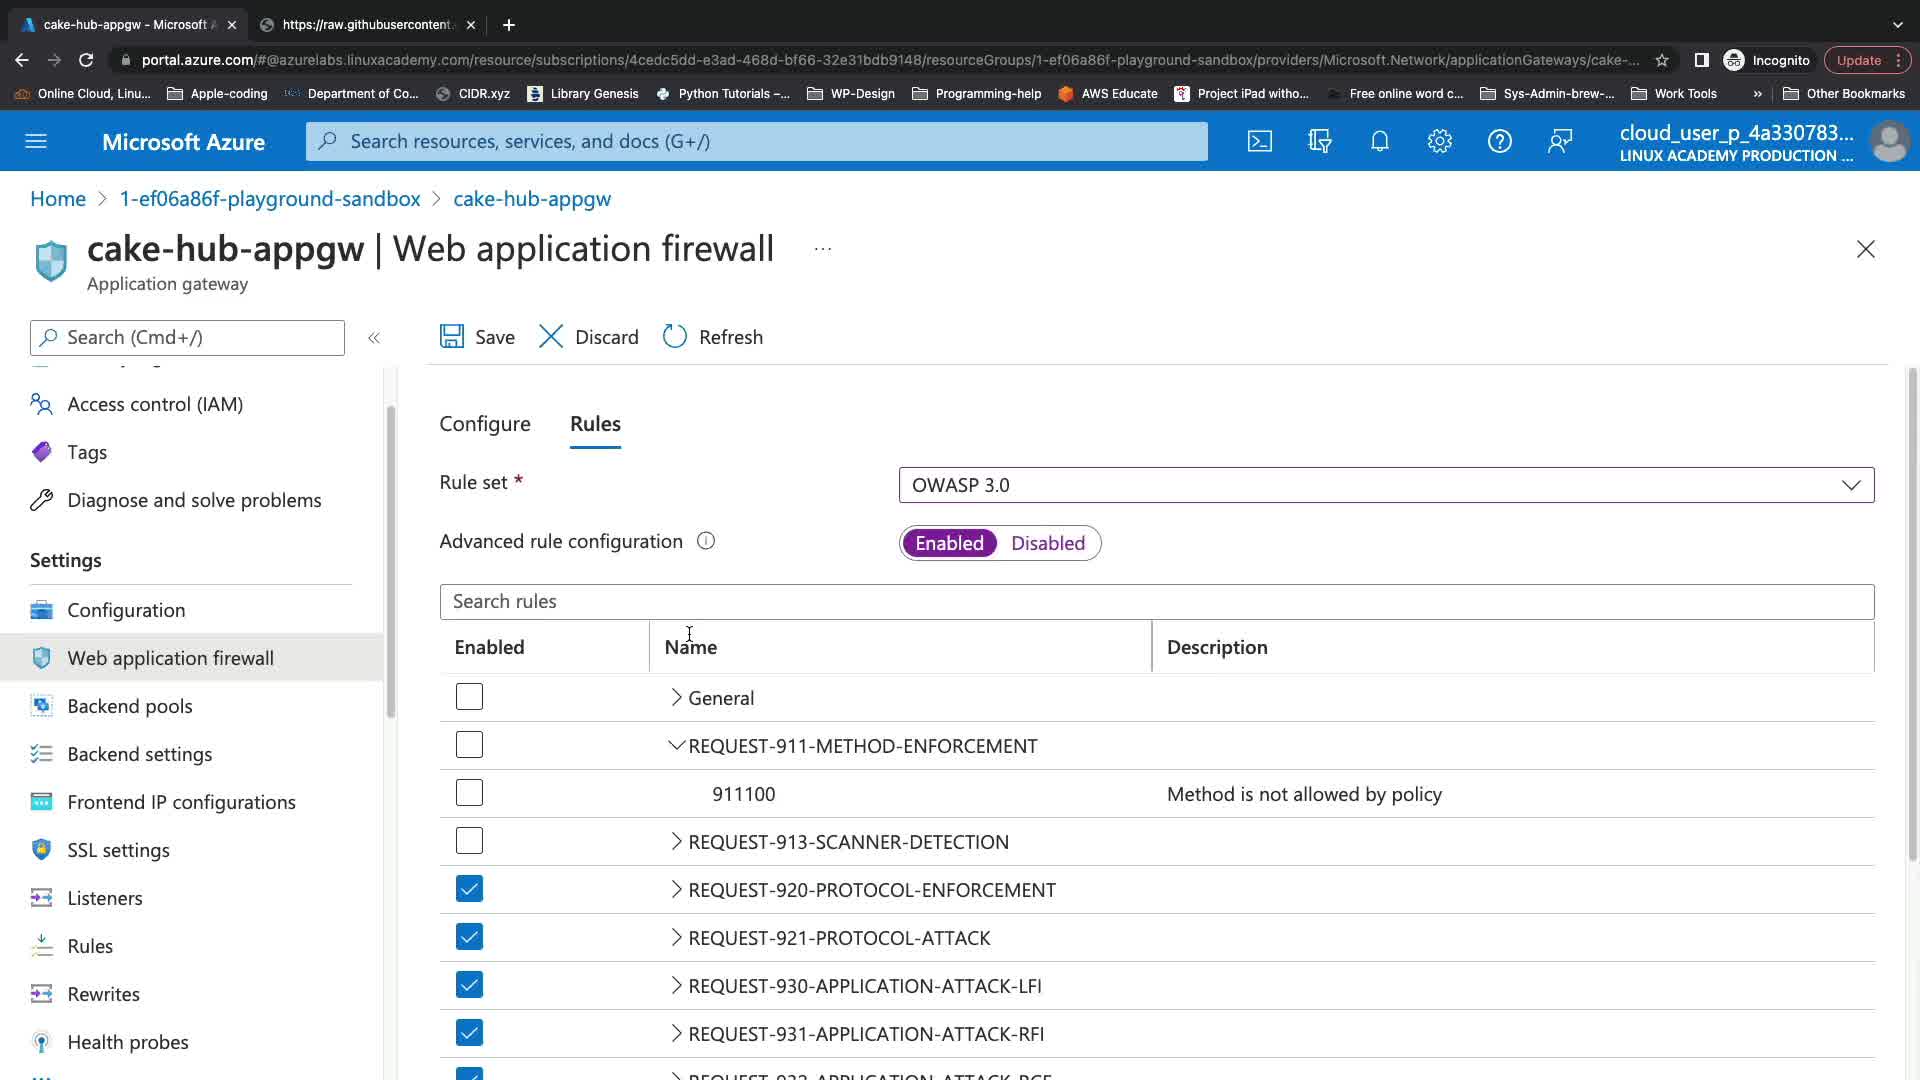 cake-hub-appgw - Microsoft A
https://raw.githubusercontent.
portal.azure.com/#@azurelabs.linuxacademy.com/resource/subscriptions/4cedc5dd-e3ad-468d-bf66-32e31bdb9148/resourceGroups/1-ef06a86f-playground-sandbox/providers/Microsoft.Network/applicationGateways/cake-...
Incognito
Update
Online Cloud, Linu...
Apple-coding
Department of Co...
CIDR.xyz
Library Genesis
Python Tutorials –...
WP-Design
Programming-help
AWS Educate
Project iPad witho...
Free online word c...
Sys-Admin-brew-...
Work Tools
»
Other Bookmarks
Microsoft Azure
Search resources, services, and docs (G+/)
cloud_user_p_4a330783...
LINUX ACADEMY PRODUCTION ...
Home > 1-ef06a86f-playground-sandbox > cake-hub-appgw
cake-hub-appgw | Web application firewall ...
Application gateway
Search (Cmd+/)
«
Save
Discard
Refresh
Access control (IAM)
Tags
Diagnose and solve problems
Settings
Configuration
Web application firewall
Backend pools
Backend settings
Frontend IP configurations
SSL settings
Listeners
Rules
Rewrites
Health probes
Configure
Rules
Rule set *
OWASP 3.0
Advanced rule configuration
Enabled
Disabled
Search rules
Enabled
Name
Description
General
REQUEST-911-METHOD-ENFORCEMENT
911100
Method is not allowed by policy
REQUEST-913-SCANNER-DETECTION
REQUEST-920-PROTOCOL-ENFORCEMENT
REQUEST-921-PROTOCOL-ATTACK
REQUEST-930-APPLICATION-ATTACK-LFI
REQUEST-931-APPLICATION-ATTACK-RFI
REQUEST-932-APPLICATION-ATTACK-RCE